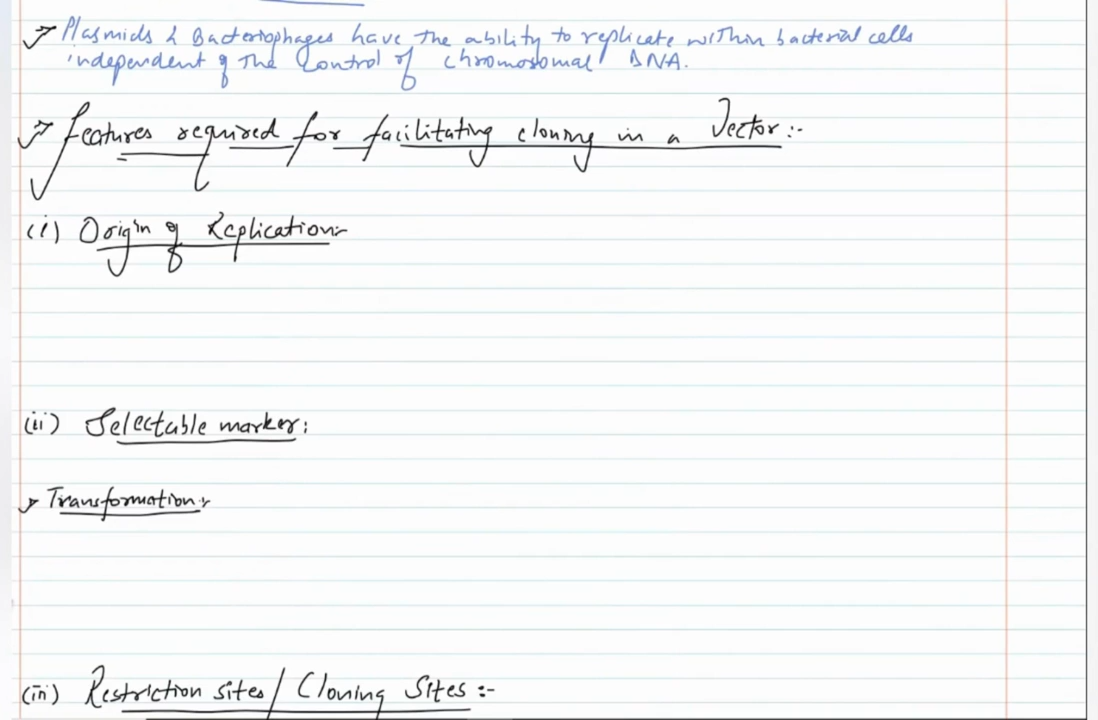 Plasmids & Bacteriophages have the ability to replicate within bacterial cells
independent of the Control of chromosomal DNA.
Features required for facilitating cloning in a Vector :-
(i) Origin of Replication:-
(ii) Selectable marker:
Transformation:-
(iii) Restriction sites / Cloning Sites :-